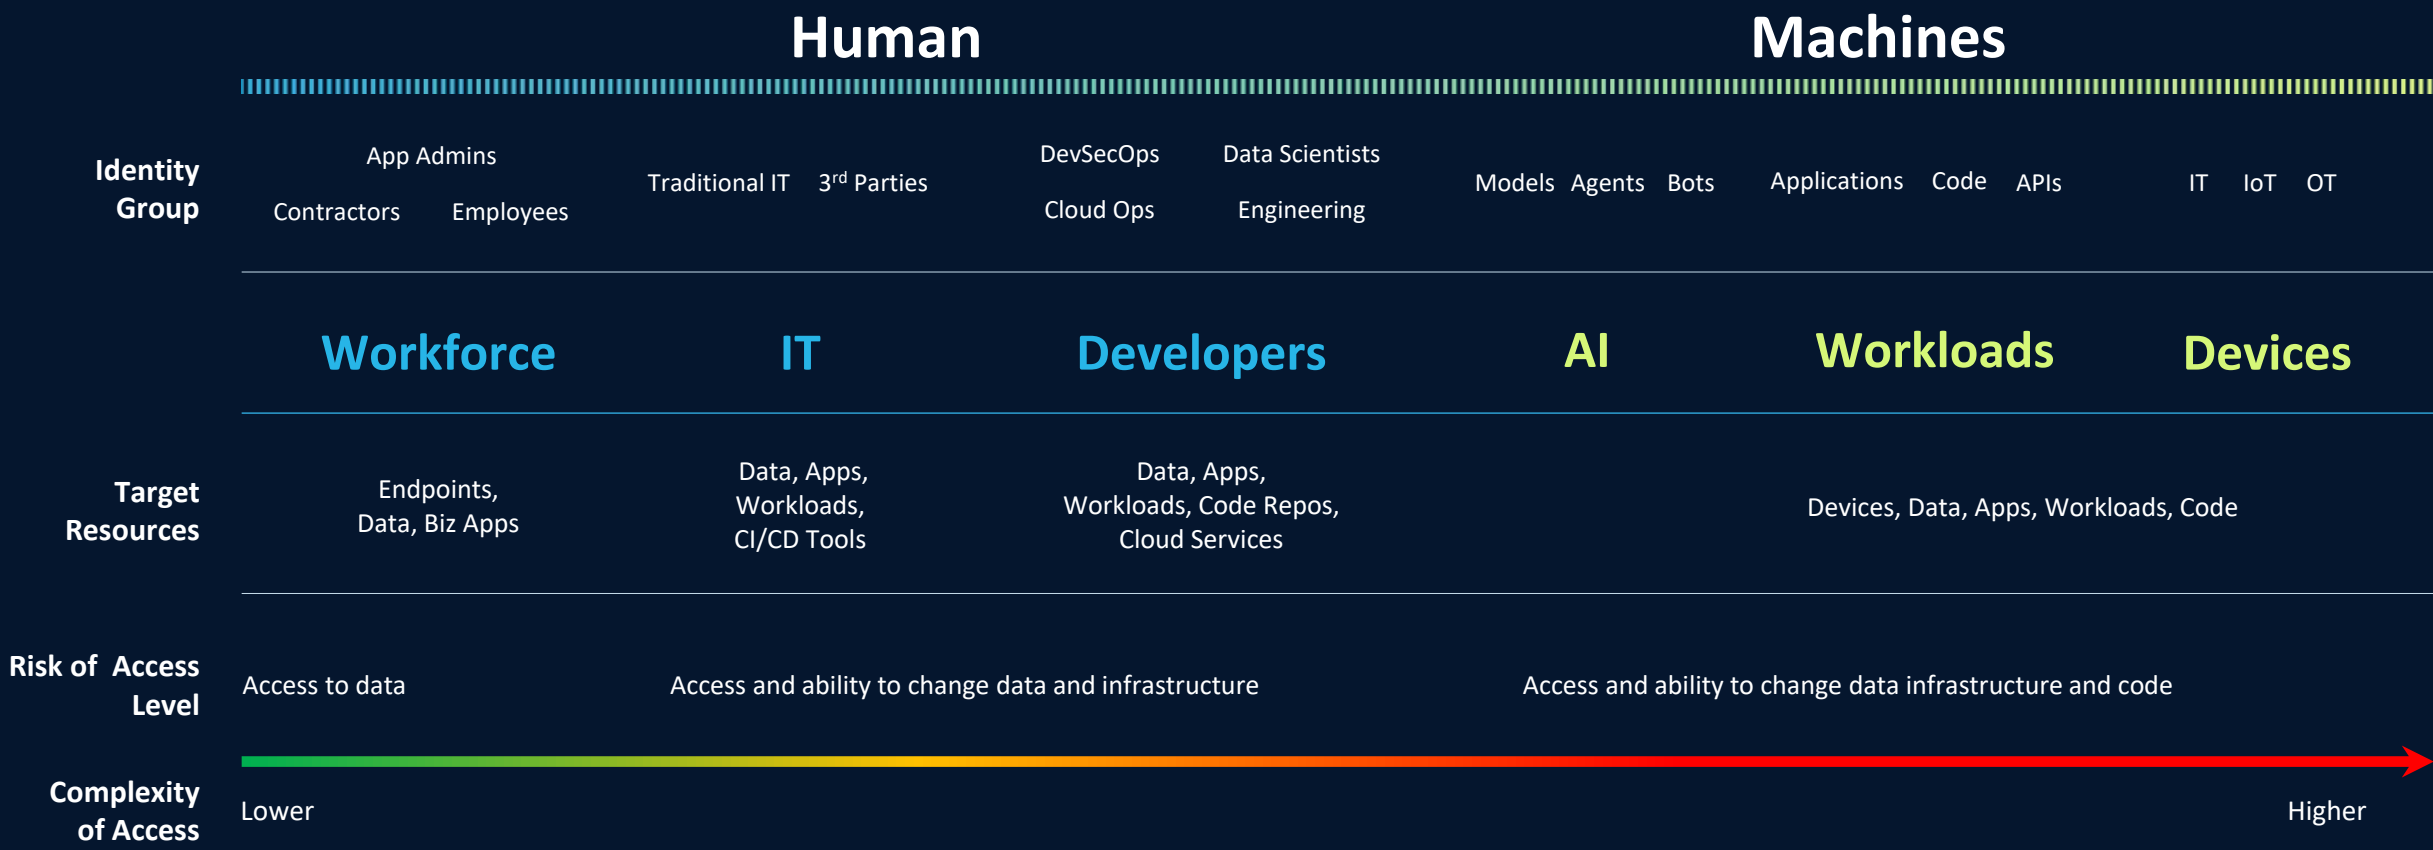 Human
Machines
Identity
Group
App Admins
Contractors
Employees
Traditional IT
3rd Parties
DevSecOps
Data Scientists
Cloud Ops
Engineering
Models
Agents
Bots
Applications
Code
APIs
IT
IoT
OT
Workforce
IT
Developers
AI
Workloads
Devices
Target
Resources
Endpoints,
Data, Biz Apps
Data, Apps,
Workloads,
CI/CD Tools
Data, Apps,
Workloads, Code Repos,
Cloud Services
Devices, Data, Apps, Workloads, Code
Risk of Access
Level
Access to data
Access and ability to change data and infrastructure
Access and ability to change data infrastructure and code
Complexity
of Access
Lower
Higher